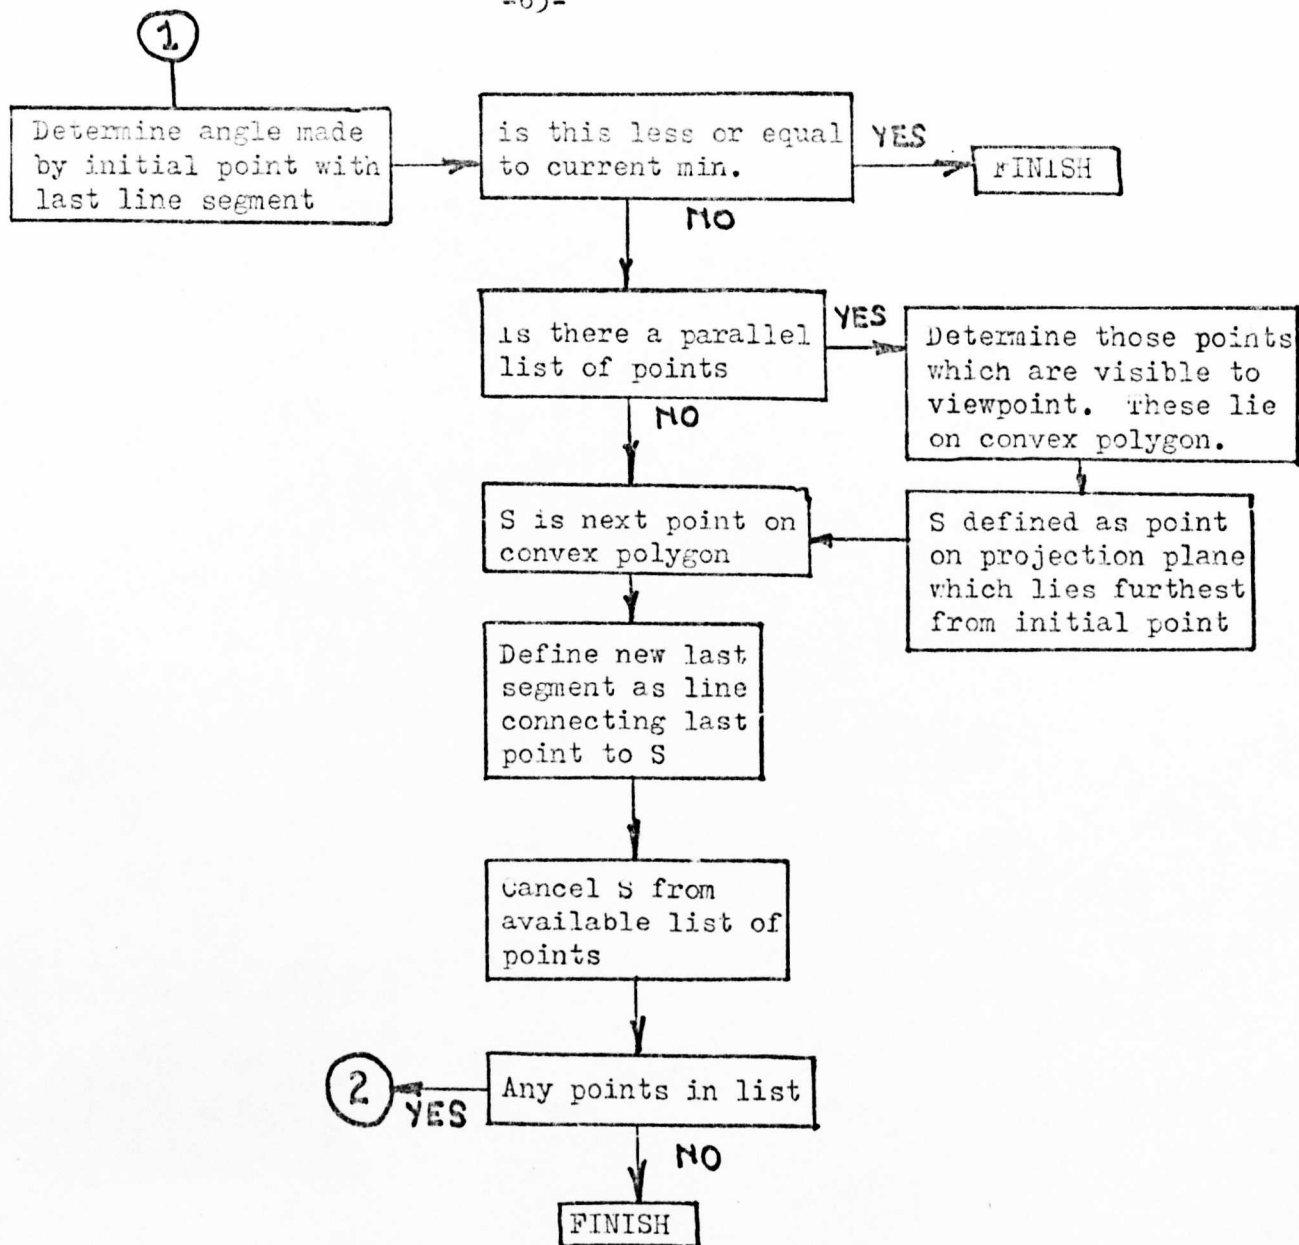 1
Determine angle made
by initial point with
last line segment
is this less or equal
to current min.
YES
FINISH
NO
is there a parallel
list of points
YES
Determine those points
which are visible to
viewpoint. These lie
on convex polygon.
NO
S is next point on
convex polygon
S defined as point
on projection plane
which lies furthest
from initial point
Define new last
segment as line
connecting last
point to S
Cancel S from
available list of
points
Any points in list
YES
2
NO
FINISH